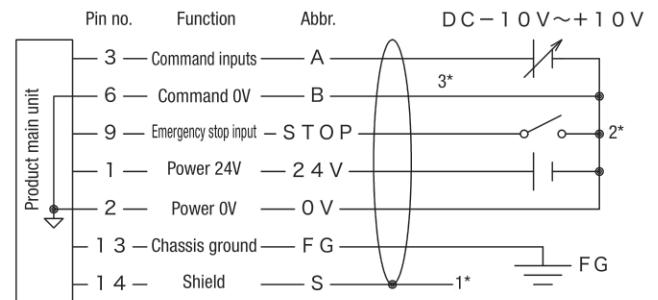 Pin no. Function Abbr. DC－10V～＋10V
3 Command inputs A
3*
6 Command 0V B
9 Emergency stop input STOP 2*
1 Power 24V 24V
2 Power 0V 0V
13 Chassis ground FG
FG
14 Shield S 1*
Product main unit